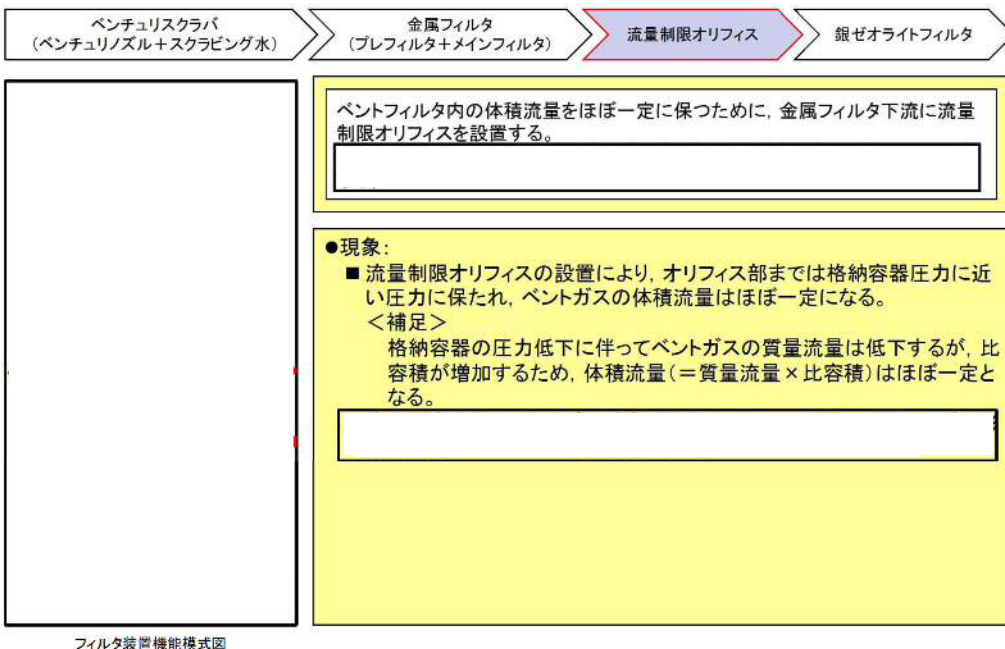 ベンチュリスクラバ
（ベンチュリノズル＋スクラビング水）
金属フィルタ
（プレフィルタ＋メインフィルタ）
流量制限オリフィス
銀ゼオライトフィルタ
ベントフィルタ内の体積流量をほぼ一定に保つために，金属フィルタ下流に流量
制限オリフィスを設置する。
●現象：
■ 流量制限オリフィスの設置により，オリフィス部までは格納容器圧力に近
い圧力に保たれ，ベントガスの体積流量はほぼ一定になる。
＜補足＞
格納容器の圧力低下に伴ってベントガスの質量流量は低下するが，比
容積が増加するため，体積流量（＝質量流量×比容積）はほぼ一定と
なる。
フィルタ装置機能模式図